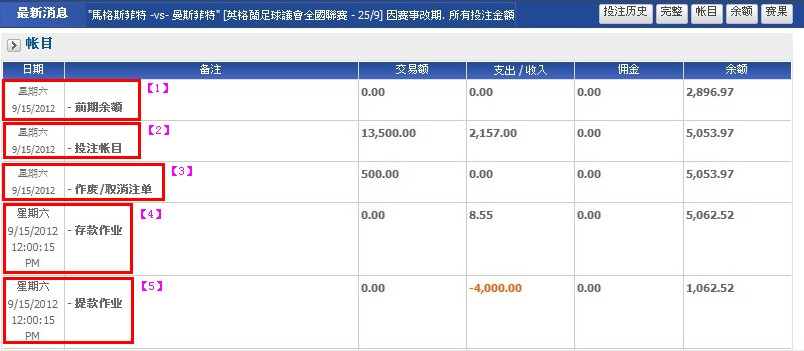 最新消息 "馬格斯菲特 -vs- 曼斯菲特" [英格蘭足球議會全國聯賽 - 25/9] 因赛事改期. 所有投注金額 投注历史 完整 帐目 余额 赛果
帐目
日期 备注 交易额 支出 / 收入 佣金 余额
星期六 【1】 0.00 0.00 0.00 2,896.97
9/15/2012 - 前期余额
星期六 【2】 13,500.00 2,157.00 0.00 5,053.97
9/15/2012 - 投注帐目
星期六 【3】 500.00 0.00 0.00 5,053.97
9/15/2012 - 作废/取消注单
星期六 【4】 0.00 8.55 0.00 5,062.52
9/15/2012 - 存款作业
12:00:15
PM
星期六 【5】 0.00 -4,000.00 0.00 1,062.52
9/15/2012 - 提款作业
12:00:15
PM